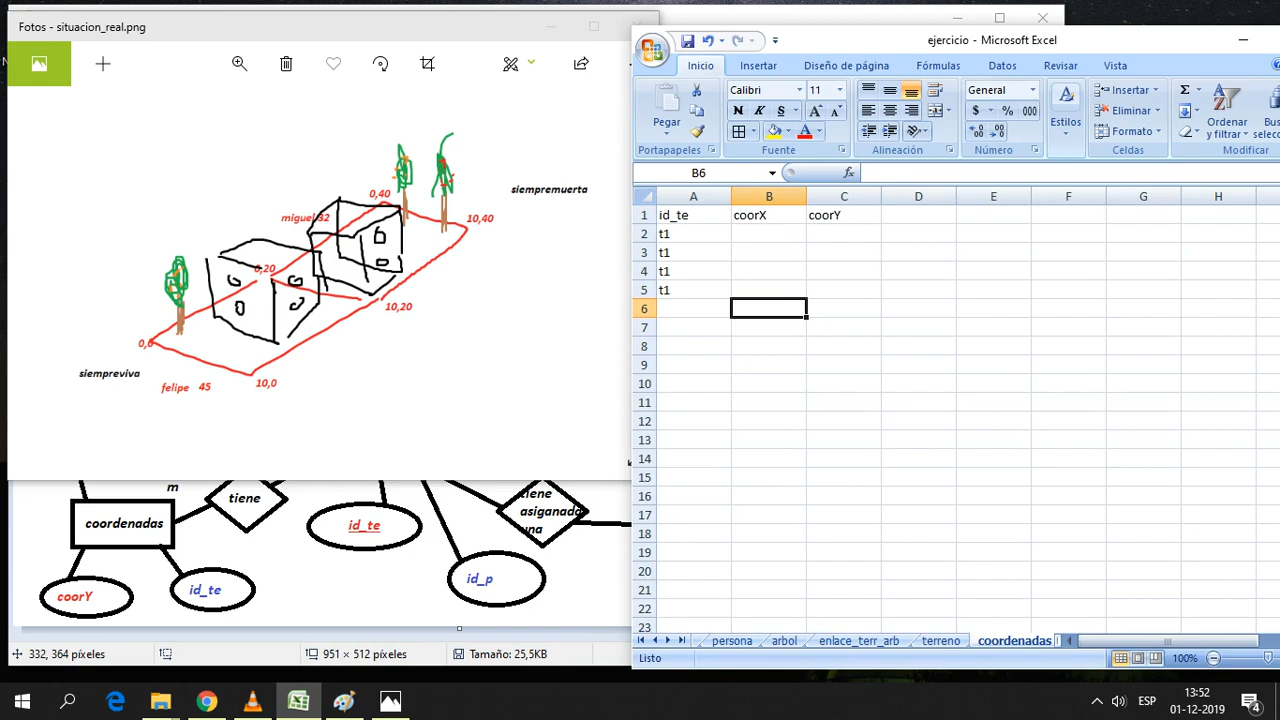 Fotos - situacion_real.png
0,40
siempremuerta
miguel 32
10,40
0,20
10,20
0,0
siempreviva
felipe 45
10,0
m
tiene
coordenadas
id_te
tiene
asiganada
una
coorY
id_te
id_p
332, 364 píxeles
951 × 512 píxeles
Tamaño: 25,5KB
ejercicio - Microsoft Excel
Inicio
Insertar
Diseño de página
Fórmulas
Datos
Revisar
Vista
Pegar
Portapapeles
Calibri
11
N K S
Fuente
Alineación
General
$ % 000
Número
Estilos
Insertar
Eliminar
Formato
Celdas
Ordenar
y filtrar
Modificar
B6
fx
A B C D E F G H
1 id_te coorX coorY
2 t1
3 t1
4 t1
5 t1
6
7
8
9
10
11
12
13
14
15
16
17
18
19
20
21
22
23
persona
arbol
enlace_terr_arb
terreno
coordenadas
Listo
100%
ESP
13:52
01-12-2019
4